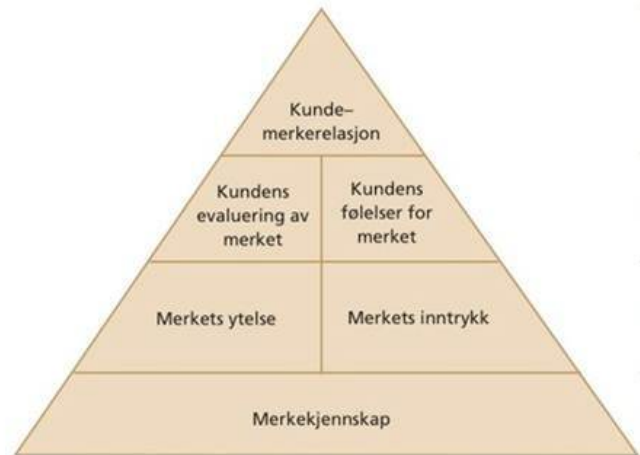 Kunde–
merkerelasjon
Kundens
evaluering av
merket
Kundens
følelser for
merket
Merkets ytelse
Merkets inntrykk
Merkekjennskap